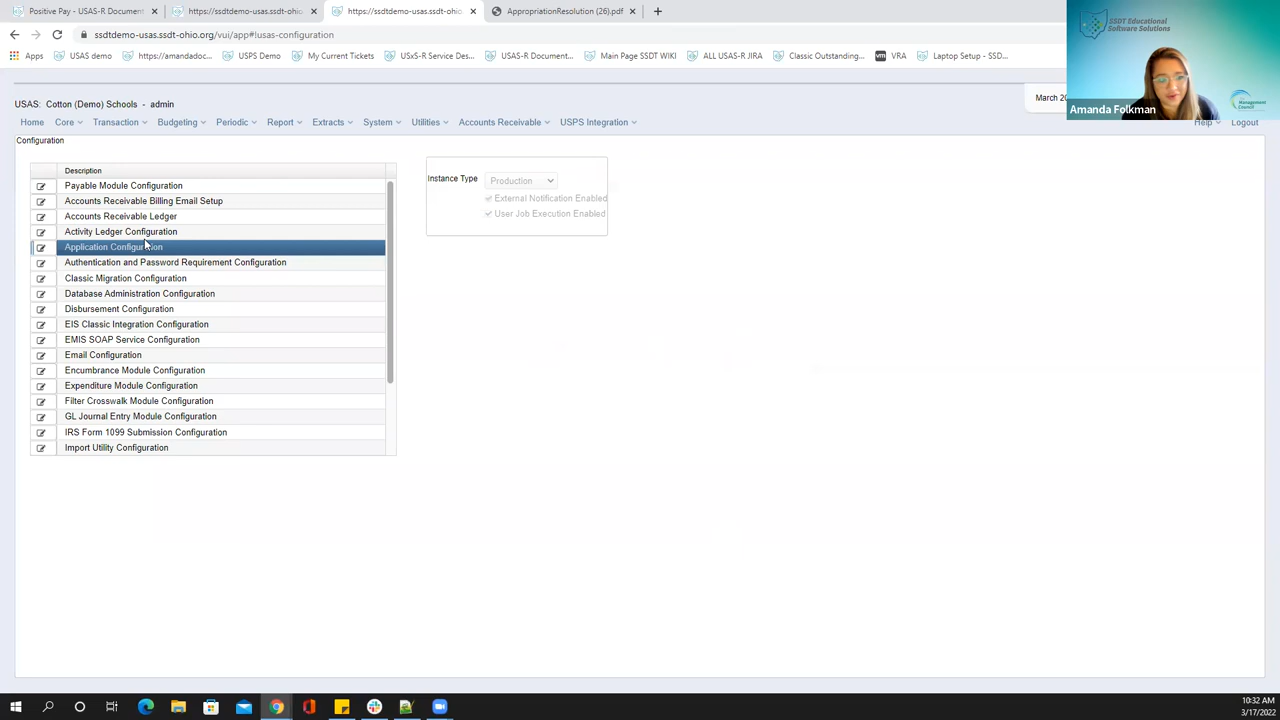 Positive Pay - USAS-R Docum
https://ssdtdemo-usas.ssdt-ohio
https://ssdtdemo-usas.ssdt-ohio
AppropriationResolution (26).pdf
ssdtdemo-usas.ssdt-ohio.org/vui/app#!usas-configuration
Apps
USAS demo
https://amandadoc...
USPS Demo
My Current Tickets
USxS-R Service Des...
USAS-R Document...
Main Page SSDT WIKI
ALL USAS-R JIRA
Classic Outstanding...
VRA
Laptop Setup - SSD...
SSDT Educational
Software Solutions
Management
Council
Amanda Folkman
USAS: Cotton (Demo) Schools - admin
March 20
Home Core Transaction Budgeting Periodic Report Extracts System Utilities Accounts Receivable USPS Integration Help Logout
Configuration
Description
Payable Module Configuration
Accounts Receivable Billing Email Setup
Accounts Receivable Ledger
Activity Ledger Configuration
Application Configuration
Authentication and Password Requirement Configuration
Classic Migration Configuration
Database Administration Configuration
Disbursement Configuration
EIS Classic Integration Configuration
EMIS SOAP Service Configuration
Email Configuration
Encumbrance Module Configuration
Expenditure Module Configuration
Filter Crosswalk Module Configuration
GL Journal Entry Module Configuration
IRS Form 1099 Submission Configuration
Import Utility Configuration
Instance Type Production
External Notification Enabled
User Job Execution Enabled
10:32 AM
3/17/2022